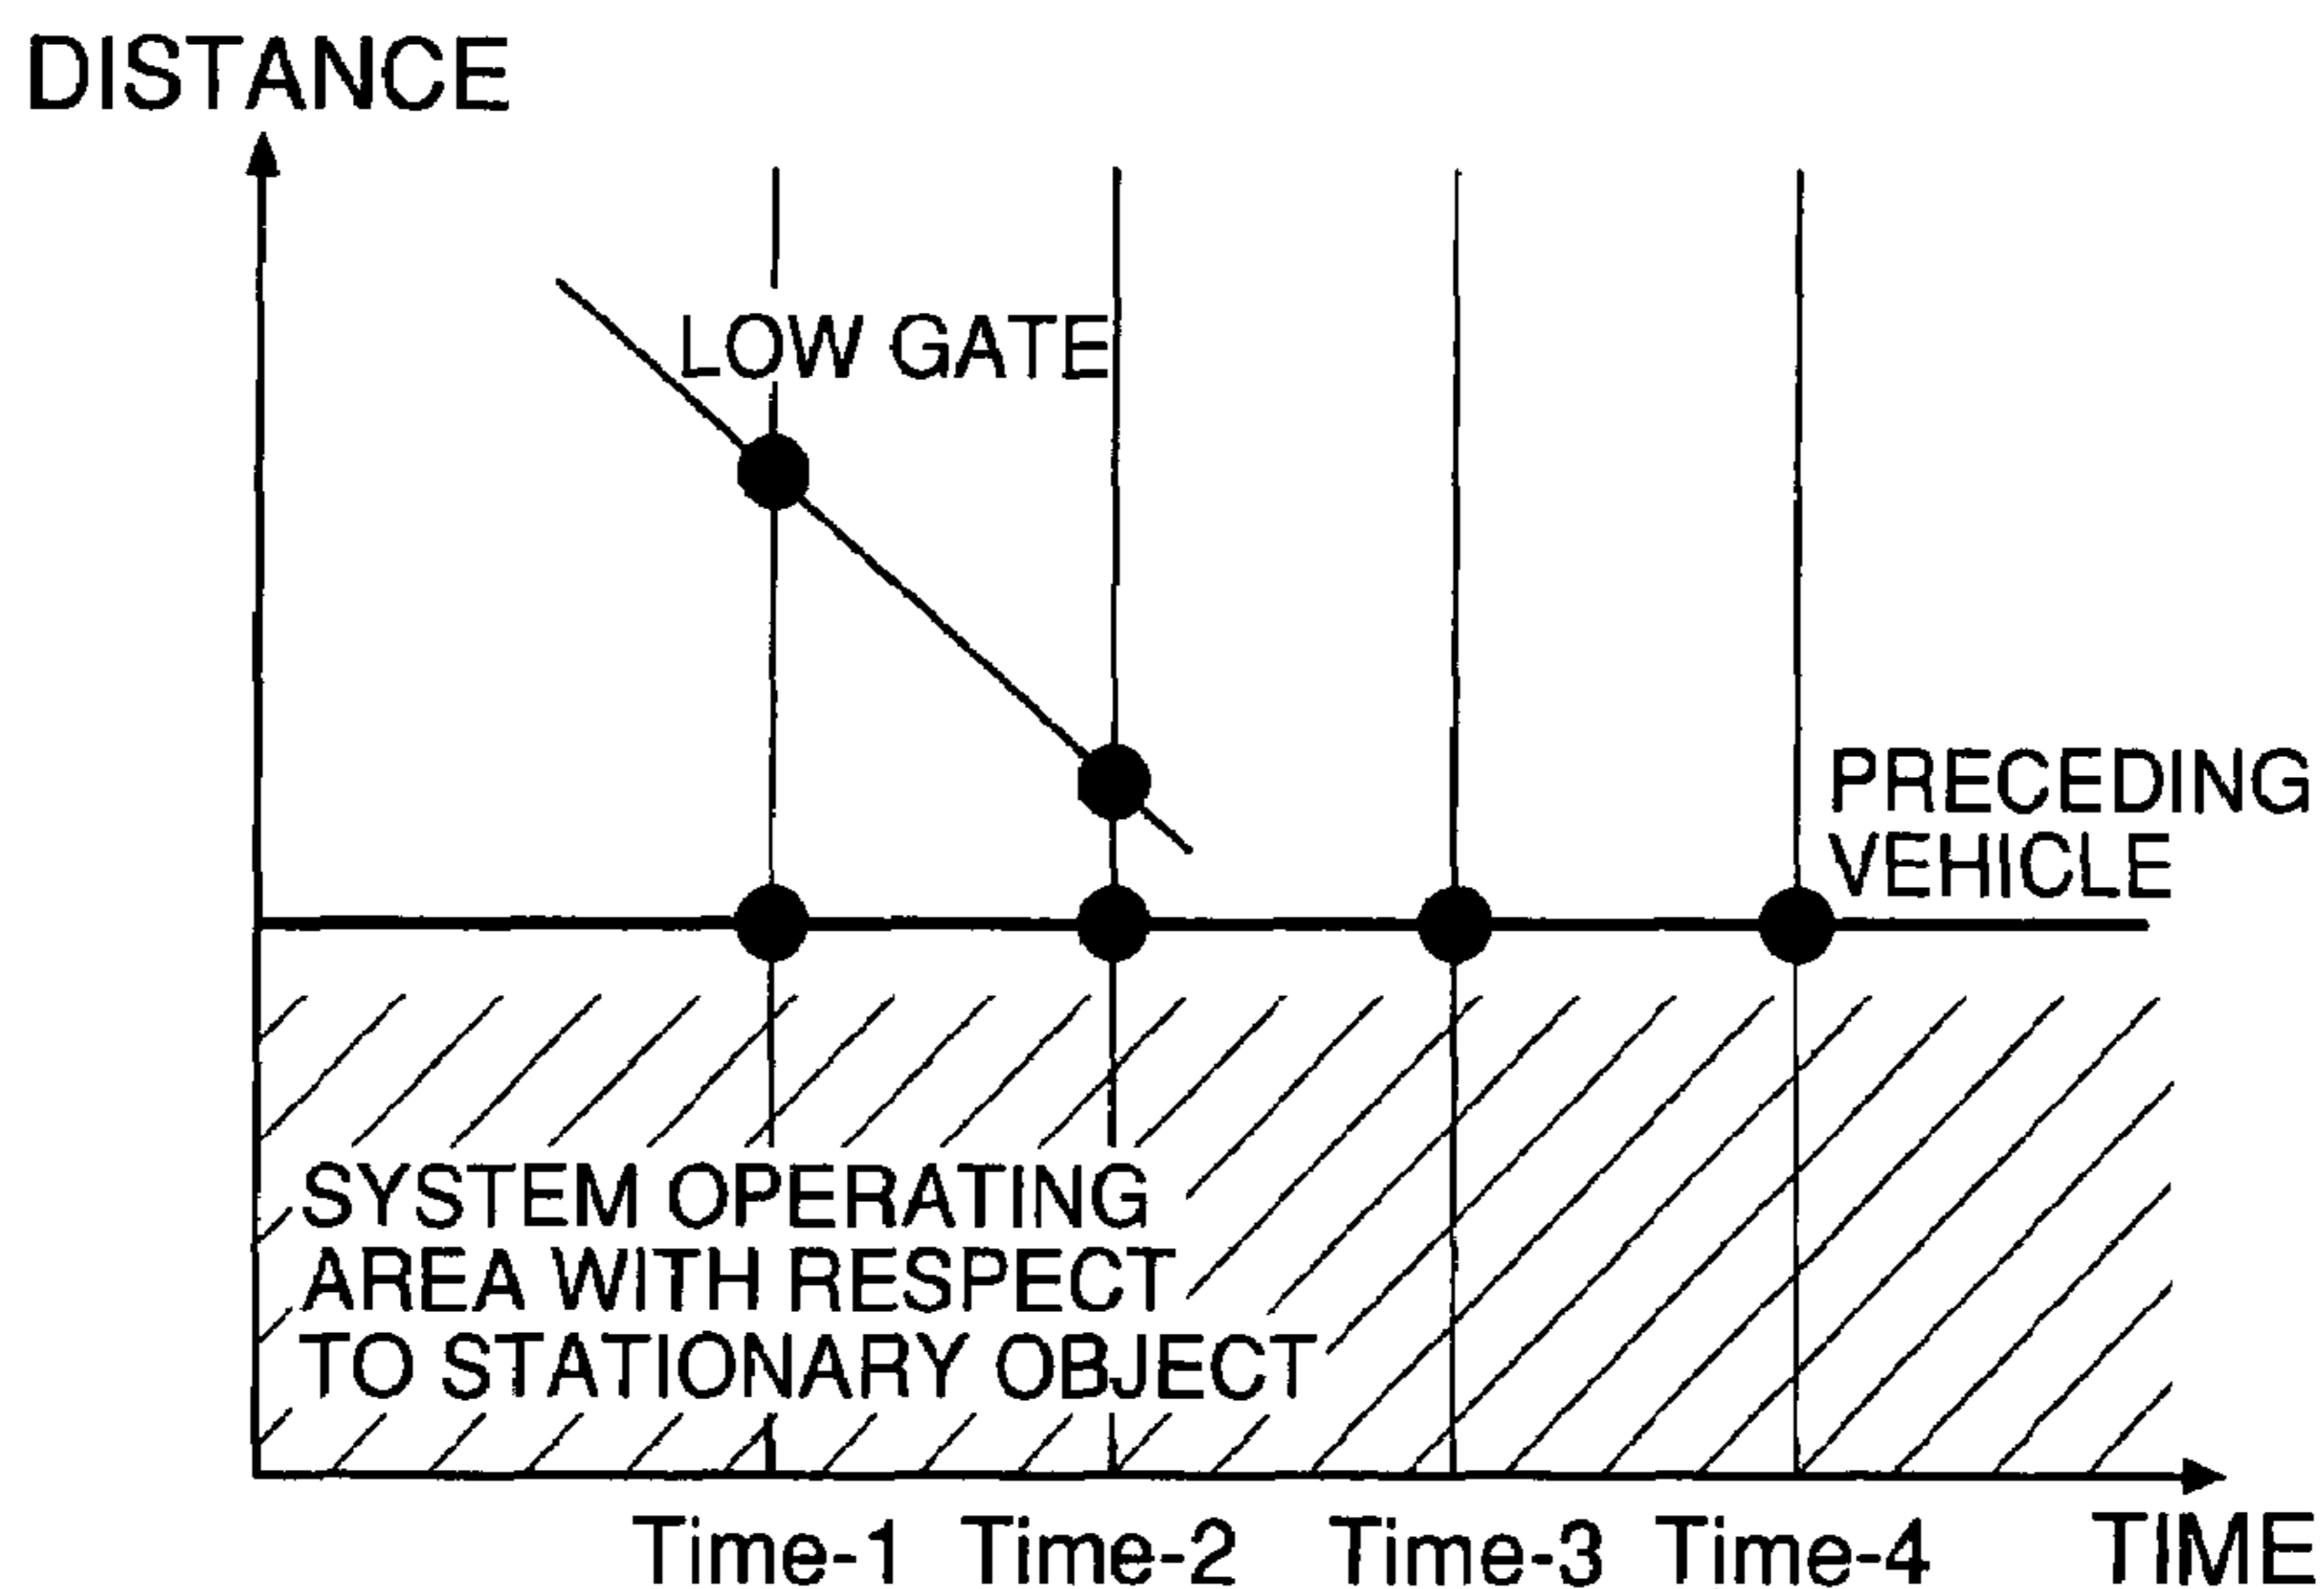 DISTANCE
LOW GATE
PRECEDING
VEHICLE
SYSTEM OPERATING
AREA WITH RESPECT
TO STATIONARY OBJECT
Time-1 Time-2 Time-3 Time-4 TIME